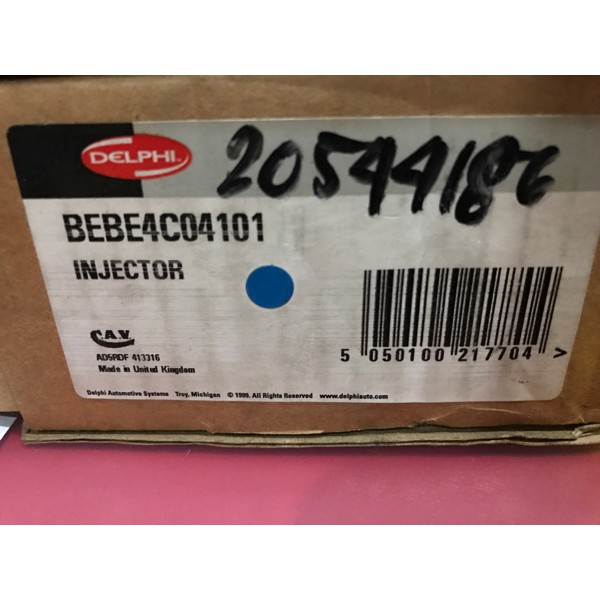 DELPHI
20544186
BEBE4C04101
INJECTOR
C.A.V.
AD5RDF 413316
Made in United Kingdom
5 050100 217704 >
Delphi Automotive Systems Troy, Michigan © 1999. All Rights Reserved www.delphiauto.com